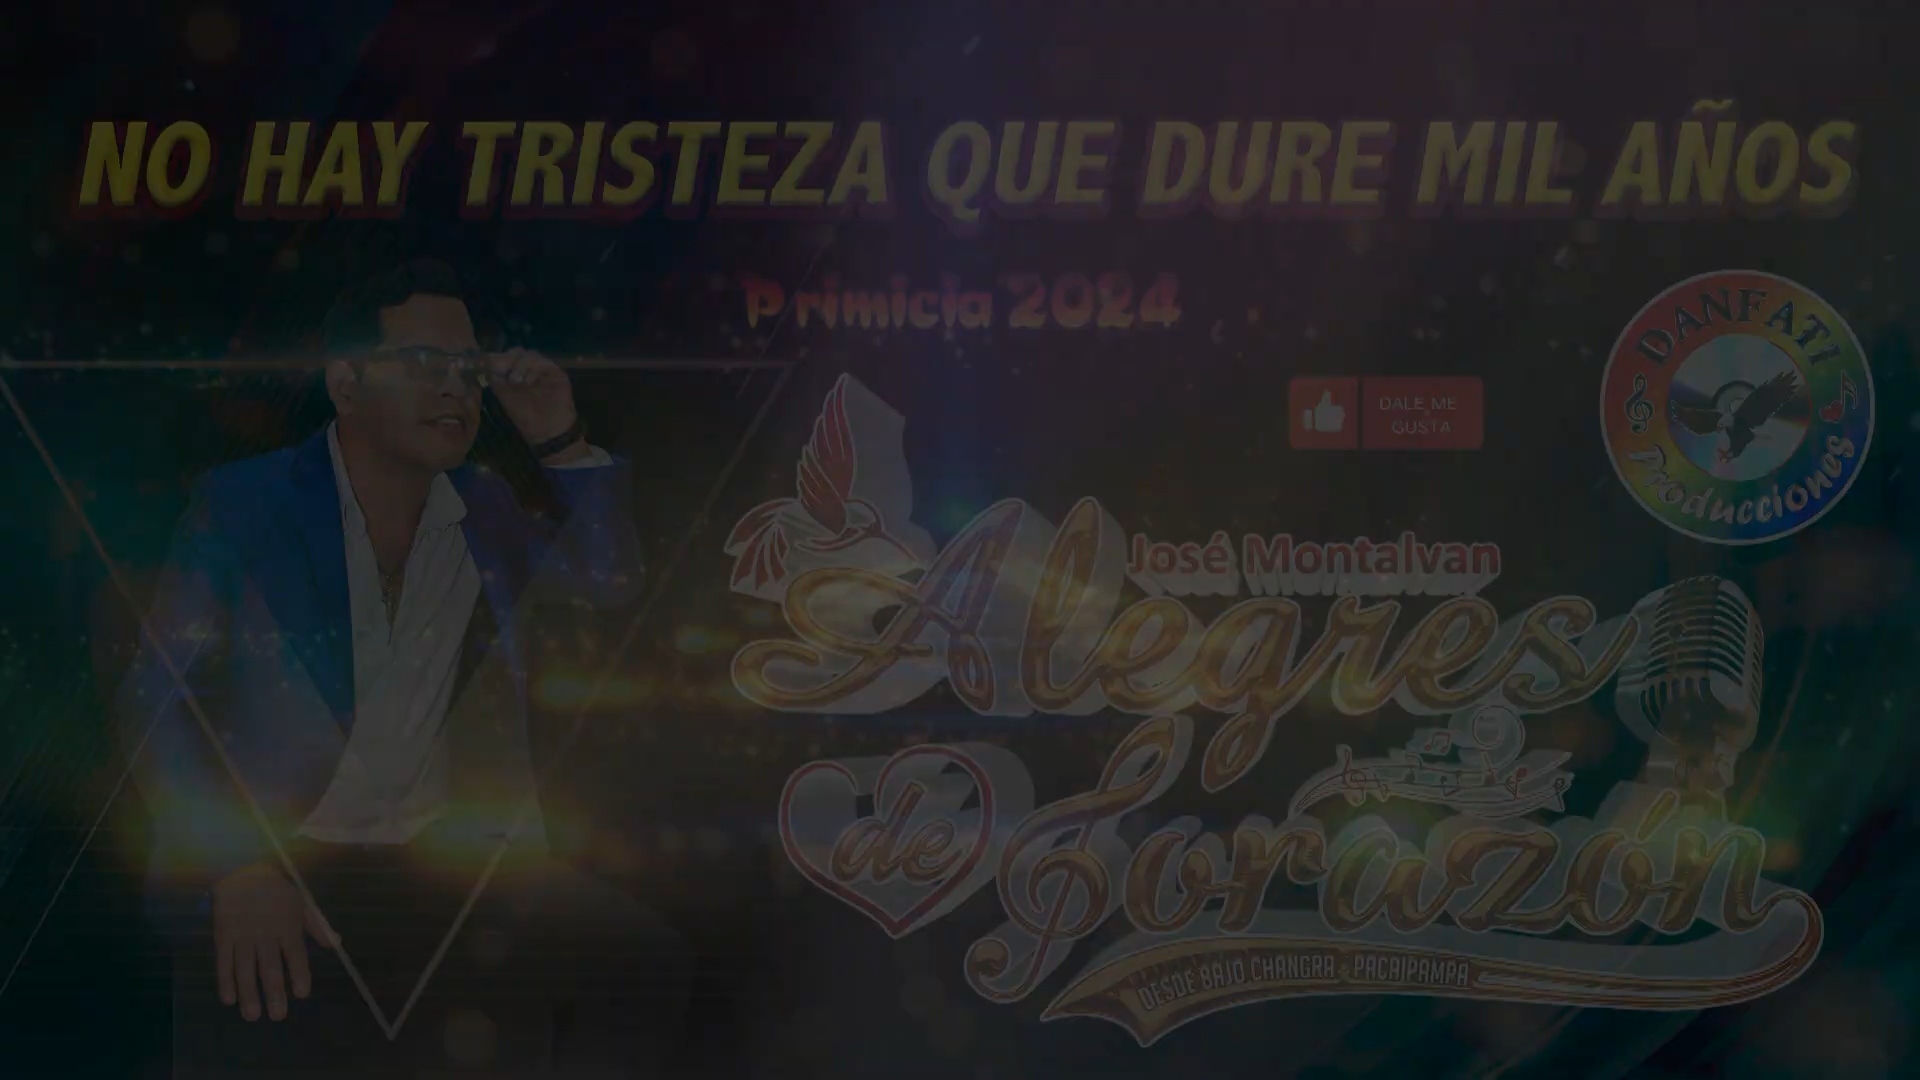 NO HAY TRISTEZA QUE DURE MIL AÑOS
Primicia 2024
DANFATI
Producciones
DALE ME
GUSTA
José Montalvan
Alegres
de Corazón
DESDE BAJO CHANGRA - PACAIPAMPA